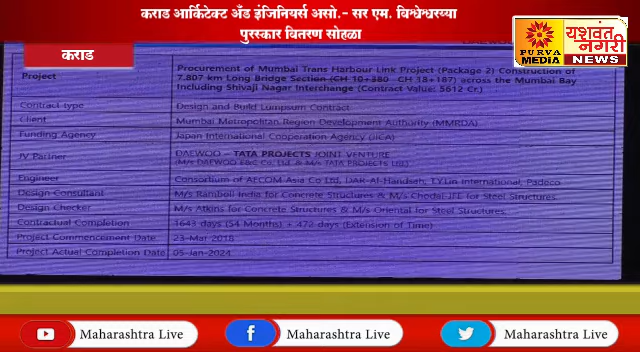 कराड आर्किटेक्ट अँड इंजिनियर्स असो.- सर एम. विश्वेश्वरय्या
पुरस्कार वितरण सोहळा
कराड
PURVA MEDIA
यशवंत
नगरी
NEWS
Project
Procurement of Mumbai Trans Harbour Link Project (Package 2) Construction of
7.807 km Long Bridge Section (CH 10+380 - CH 18+187) across the Mumbai Bay
Including Shivaji Nagar Interchange (Contract Value: 5612 Cr.)
Contract type Design and Build Lumpsum Contract
Client Mumbai Metropolitan Region Development Authority (MMRDA)
Funding Agency Japan International Cooperation Agency (JICA)
JV Partner DAEWOO – TATA PROJECTS JOINT VENTURE
(M/s DAEWOO E&C Co. Ltd. & M/s TATA PROJECTS Ltd.)
Engineer Consortium of AECOM Asia Co Ltd, DAR-Al-Handsah, T.Y.Lin International, Padeco
Design Consultant M/s Ramboll India for Concrete Structures & M/s Chodai-JFE for Steel Structures.
Design Checker M/s Atkins for Concrete Structures & M/s Oriental for Steel Structures.
Contractual Completion 1643 days (54 Months) + 472 days (Extension of Time)
Project Commencement Date 23-Mar-2018
Project Actual Completion Date 05-Jan-2024
Maharashtra Live
Maharashtra Live
Maharashtra Live